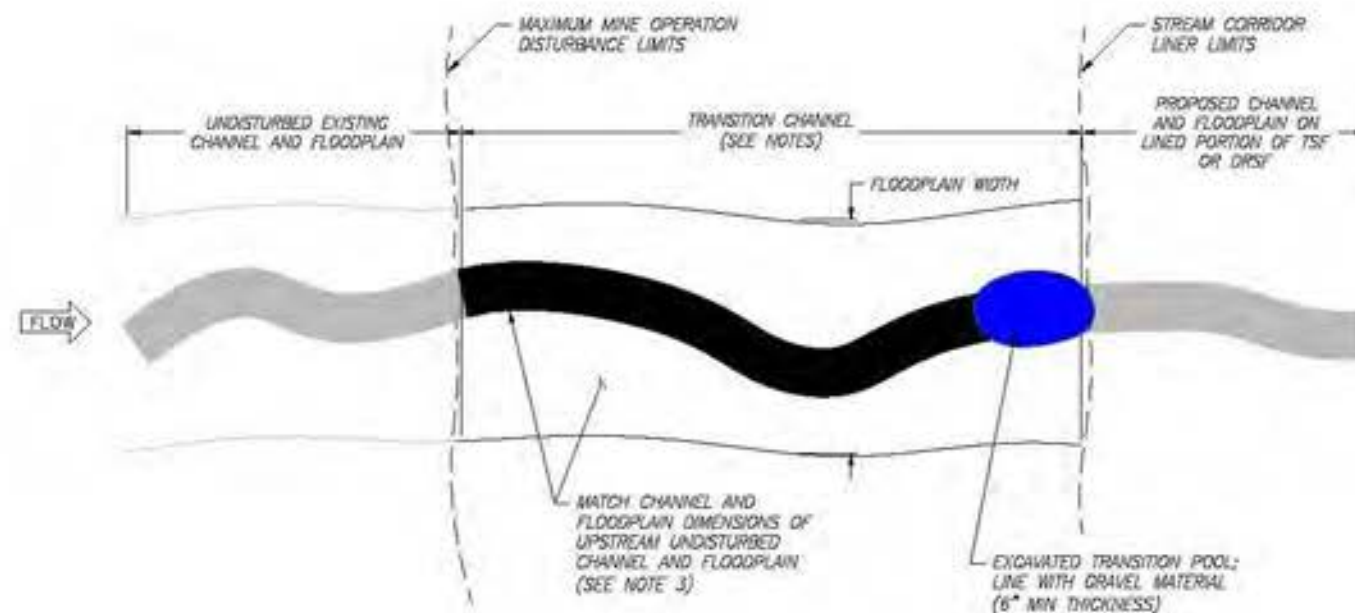 MAXIMUM MINE OPERATION
DISTURBANCE LIMITS
STREAM CORRIDOR
LINER LIMITS
UNDISTURBED EXISTING
CHANNEL AND FLOODPLAIN
TRANSITION CHANNEL
(SEE NOTES)
PROPOSED CHANNEL
AND FLOODPLAIN ON
LINED PORTION OF TSF
OR DRSF
FLOODPLAIN WIDTH
FLOW
MATCH CHANNEL AND
FLOODPLAIN DIMENSIONS OF
UPSTREAM UNDISTURBED
CHANNEL AND FLOODPLAIN
(SEE NOTE 3)
EXCAVATED TRANSITION POOL;
LINE WITH GRAVEL MATERIAL
(6" MIN THICKNESS)